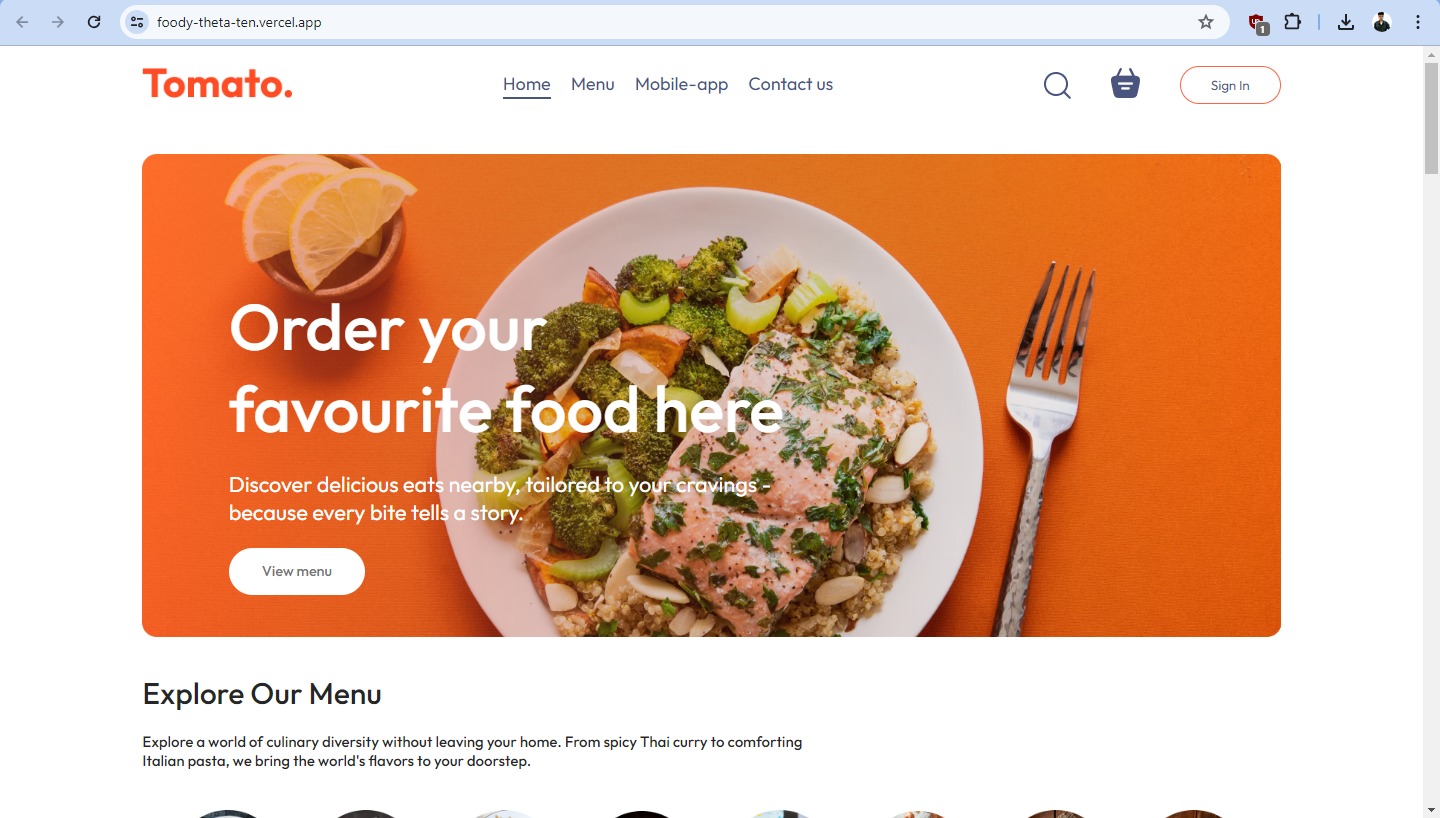 foody-theta-ten.vercel.app
1
Tomato.
Home Menu Mobile-app Contact us
Sign In
Order your
favourite food here
Discover delicious eats nearby, tailored to your cravings -
because every bite tells a story.
View menu
Explore Our Menu
Explore a world of culinary diversity without leaving your home. From spicy Thai curry to comforting
Italian pasta, we bring the world's flavors to your doorstep.